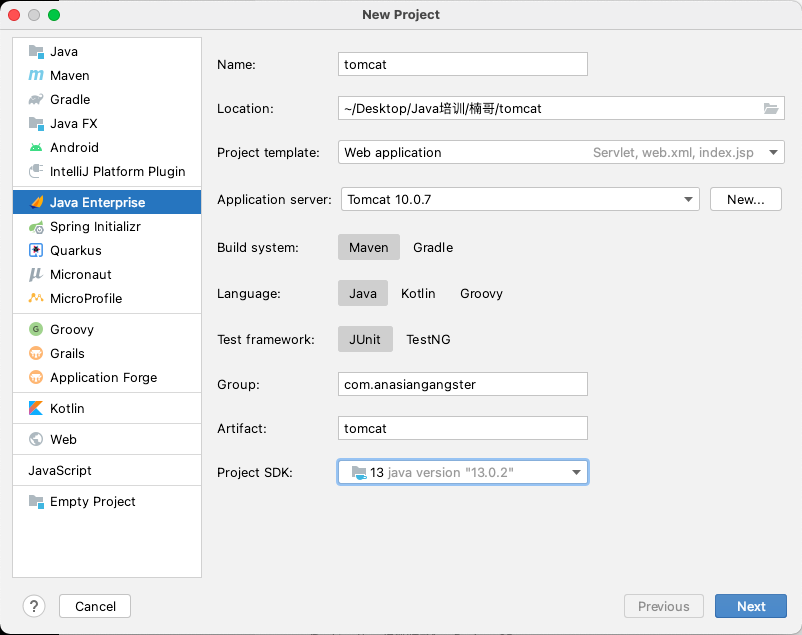 New Project
Java
Maven
Gradle
Java FX
Android
IntelliJ Platform Plugin
Java Enterprise
Spring Initializr
Quarkus
Micronaut
MicroProfile
Groovy
Grails
Application Forge
Kotlin
Web
JavaScript
Empty Project
Name: tomcat
Location: ~/Desktop/Java培训/楠哥/tomcat
Project template: Web application Servlet, web.xml, index.jsp
Application server: Tomcat 10.0.7 New...
Build system: Maven Gradle
Language: Java Kotlin Groovy
Test framework: JUnit TestNG
Group: com.anasiangangster
Artifact: tomcat
Project SDK: 13 java version "13.0.2"
? Cancel Previous Next